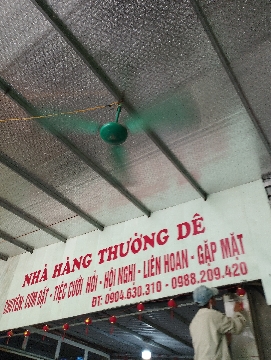 NHÀ HÀNG THƯỜNG DÊ
CHUYÊN: CƠM ĐẶT - TIỆC CƯỚI HỎI - HỘI NGHỊ - LIÊN HOAN - GẶP MẶT
ĐT: 0904.630.310 - 0988.209.420